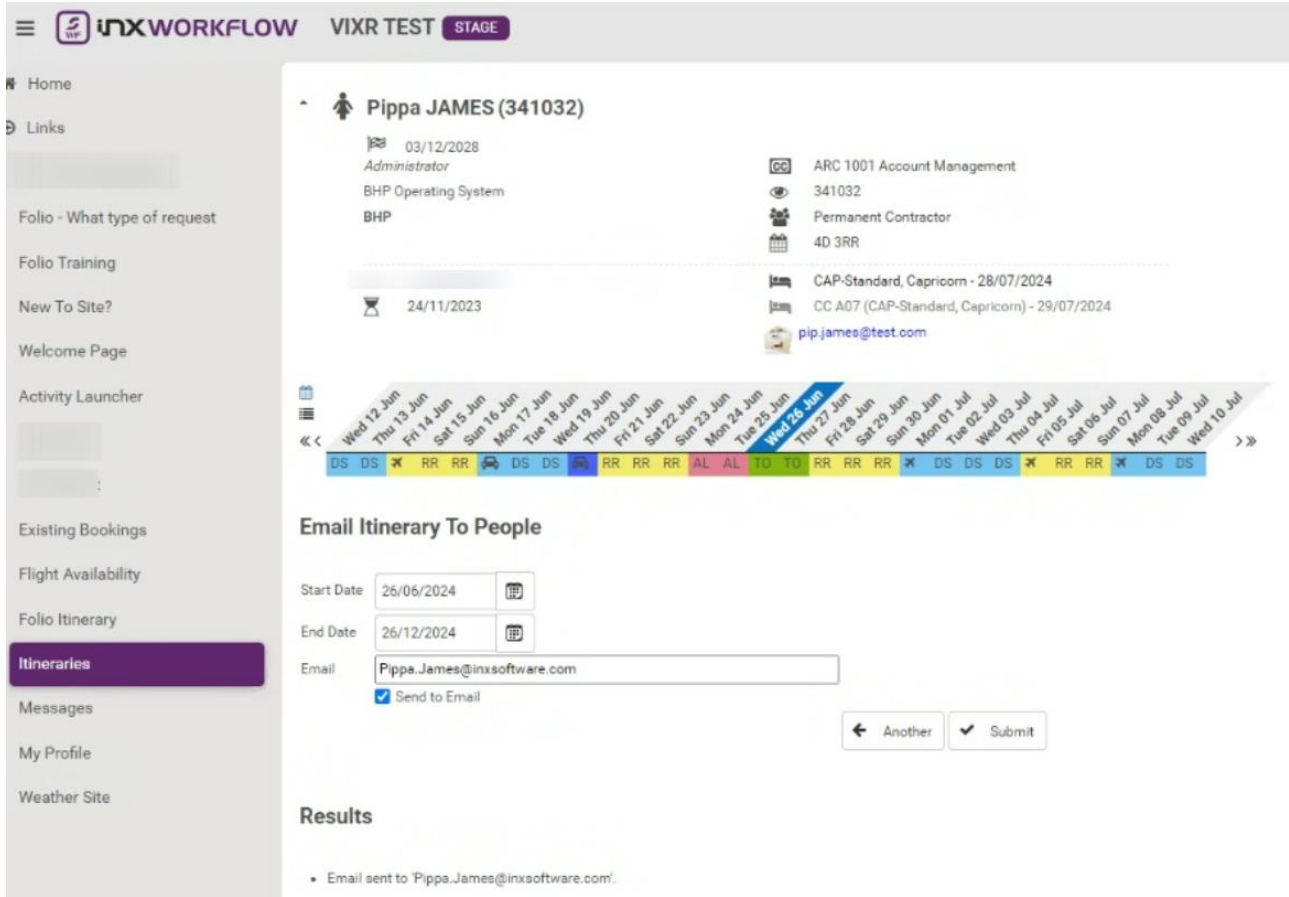 inx WORKFLOW VIXR TEST STAGE
Home
Links
Folio - What type of request
Folio Training
New To Site?
Welcome Page
Activity Launcher
:
Existing Bookings
Flight Availability
Folio Itinerary
Itineraries
Messages
My Profile
Weather Site
Pippa JAMES (341032)
03/12/2028
Administrator
BHP Operating System
BHP
24/11/2023
CC ARC 1001 Account Management
341032
Permanent Contractor
4D 3RR
CAP-Standard, Capricorn - 28/07/2024
CC A07 (CAP-Standard, Capricorn) - 29/07/2024
pip.james@test.com
Wed 12 Jun Thu 13 Jun Fri 14 Jun Sat 15 Jun Sun 16 Jun Mon 17 Jun Tue 18 Jun Wed 19 Jun Thu 20 Jun Fri 21 Jun Sat 22 Jun Sun 23 Jun Mon 24 Jun Tue 25 Jun Wed 26 Jun Thu 27 Jun Fri 28 Jun Sat 29 Jun Sun 30 Jun Mon 01 Jul Tue 02 Jul Wed 03 Jul Thu 04 Jul Fri 05 Jul Sat 06 Jul Sun 07 Jul Mon 08 Jul Tue 09 Jul Wed 10 Jul
DS DS RR RR DS DS RR RR RR AL AL TO TO RR RR RR DS DS DS RR RR DS DS
Email Itinerary To People
Start Date 26/06/2024
End Date 26/12/2024
Email Pippa.James@inxsoftware.com
Send to Email
Another Submit
Results
• Email sent to 'Pippa.James@inxsoftware.com'.